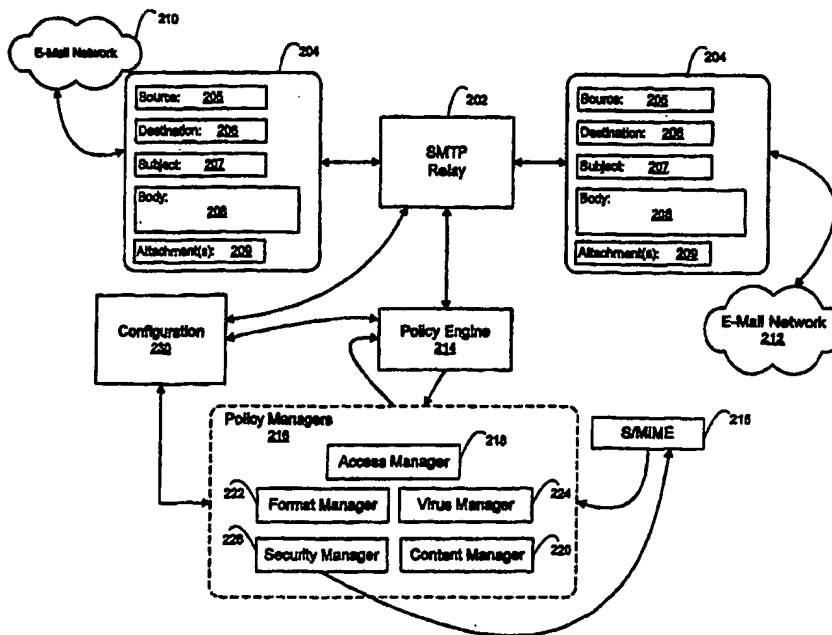 210
E-Mail Network
204
Source: 205
Destination: 206
Subject: 207
Body:
208
Attachment(s): 209
202
SMTP
Relay
204
Source: 205
Destination: 206
Subject: 207
Body:
208
Attachment(s): 209
Configuration
230
Policy Engine
214
E-Mail Network
212
Policy Managers
216
218
Access Manager
S/MIME
215
222
Format Manager
Virus Manager
224
226
Security Manager
Content Manager
220